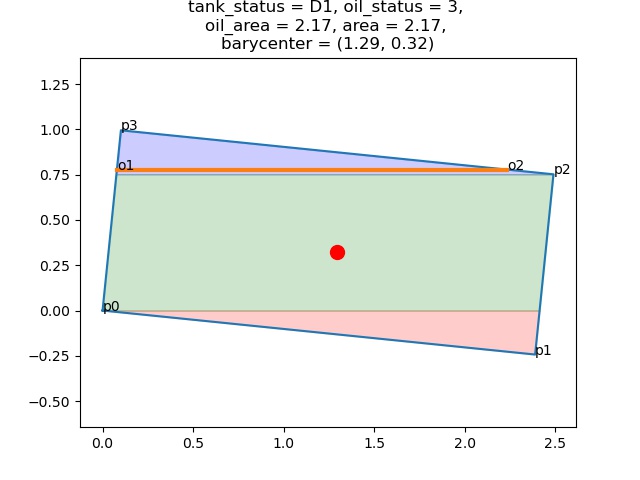 tank_status = D1, oil_status = 3,
oil_area = 2.17, area = 2.17,
barycenter = (1.29, 0.32)
1.25
1.00
0.75
0.50
0.25
0.00
−0.25
−0.50
p3
o1
o2
p2
p0
p1
0.0
0.5
1.0
1.5
2.0
2.5